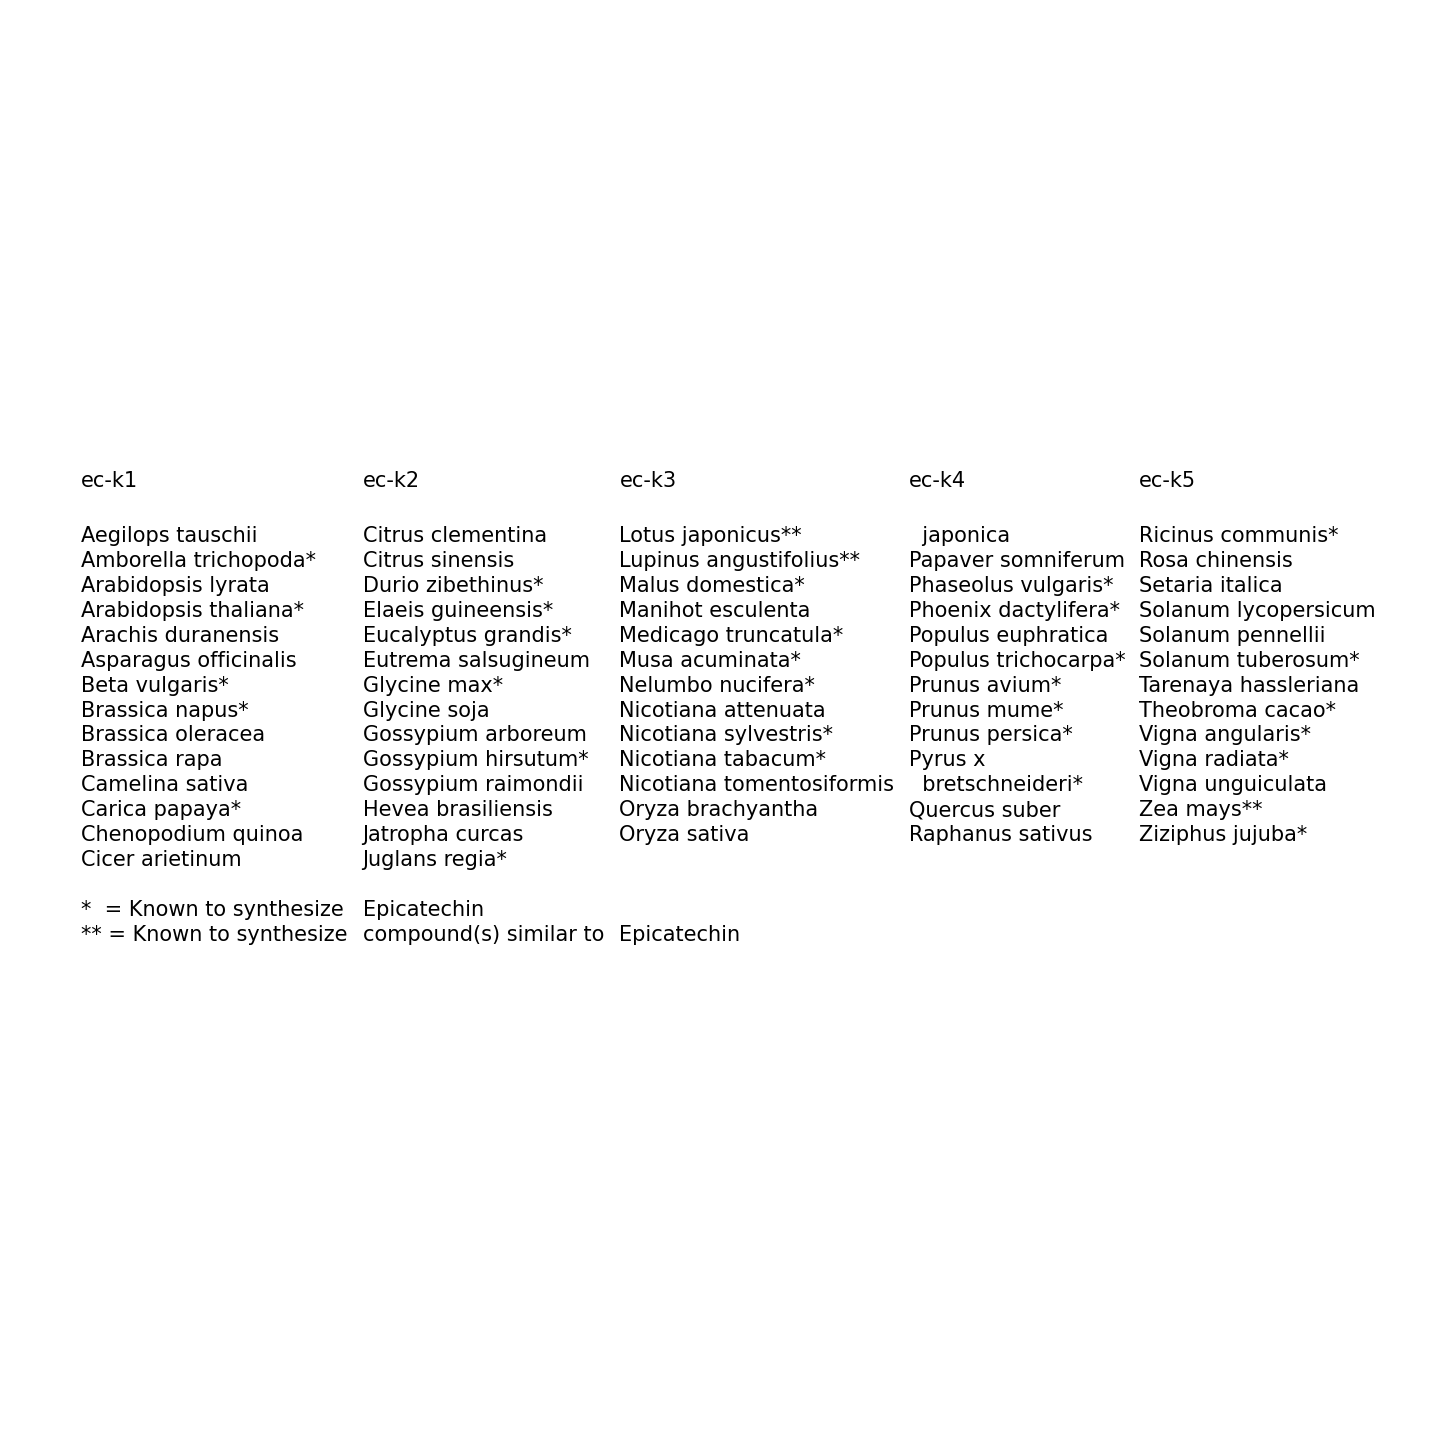 ec-k1 ec-k2 ec-k3 ec-k4 ec-k5
Aegilops tauschii Citrus clementina Lotus japonicus** japonica Ricinus communis*
Amborella trichopoda* Citrus sinensis Lupinus angustifolius** Papaver somniferum Rosa chinensis
Arabidopsis lyrata Durio zibethinus* Malus domestica* Phaseolus vulgaris* Setaria italica
Arabidopsis thaliana* Elaeis guineensis* Manihot esculenta Phoenix dactylifera* Solanum lycopersicum
Arachis duranensis Eucalyptus grandis* Medicago truncatula* Populus euphratica Solanum pennellii
Asparagus officinalis Eutrema salsugineum Musa acuminata* Populus trichocarpa* Solanum tuberosum*
Beta vulgaris* Glycine max* Nelumbo nucifera* Prunus avium* Tarenaya hassleriana
Brassica napus* Glycine soja Nicotiana attenuata Prunus mume* Theobroma cacao*
Brassica oleracea Gossypium arboreum Nicotiana sylvestris* Prunus persica* Vigna angularis*
Brassica rapa Gossypium hirsutum* Nicotiana tabacum* Pyrus x Vigna radiata*
Camelina sativa Gossypium raimondii Nicotiana tomentosiformis bretschneideri* Vigna unguiculata
Carica papaya* Hevea brasiliensis Oryza brachyantha Quercus suber Zea mays**
Chenopodium quinoa Jatropha curcas Oryza sativa Raphanus sativus Ziziphus jujuba*
Cicer arietinum Juglans regia*
* = Known to synthesize Epicatechin
** = Known to synthesize compound(s) similar to Epicatechin